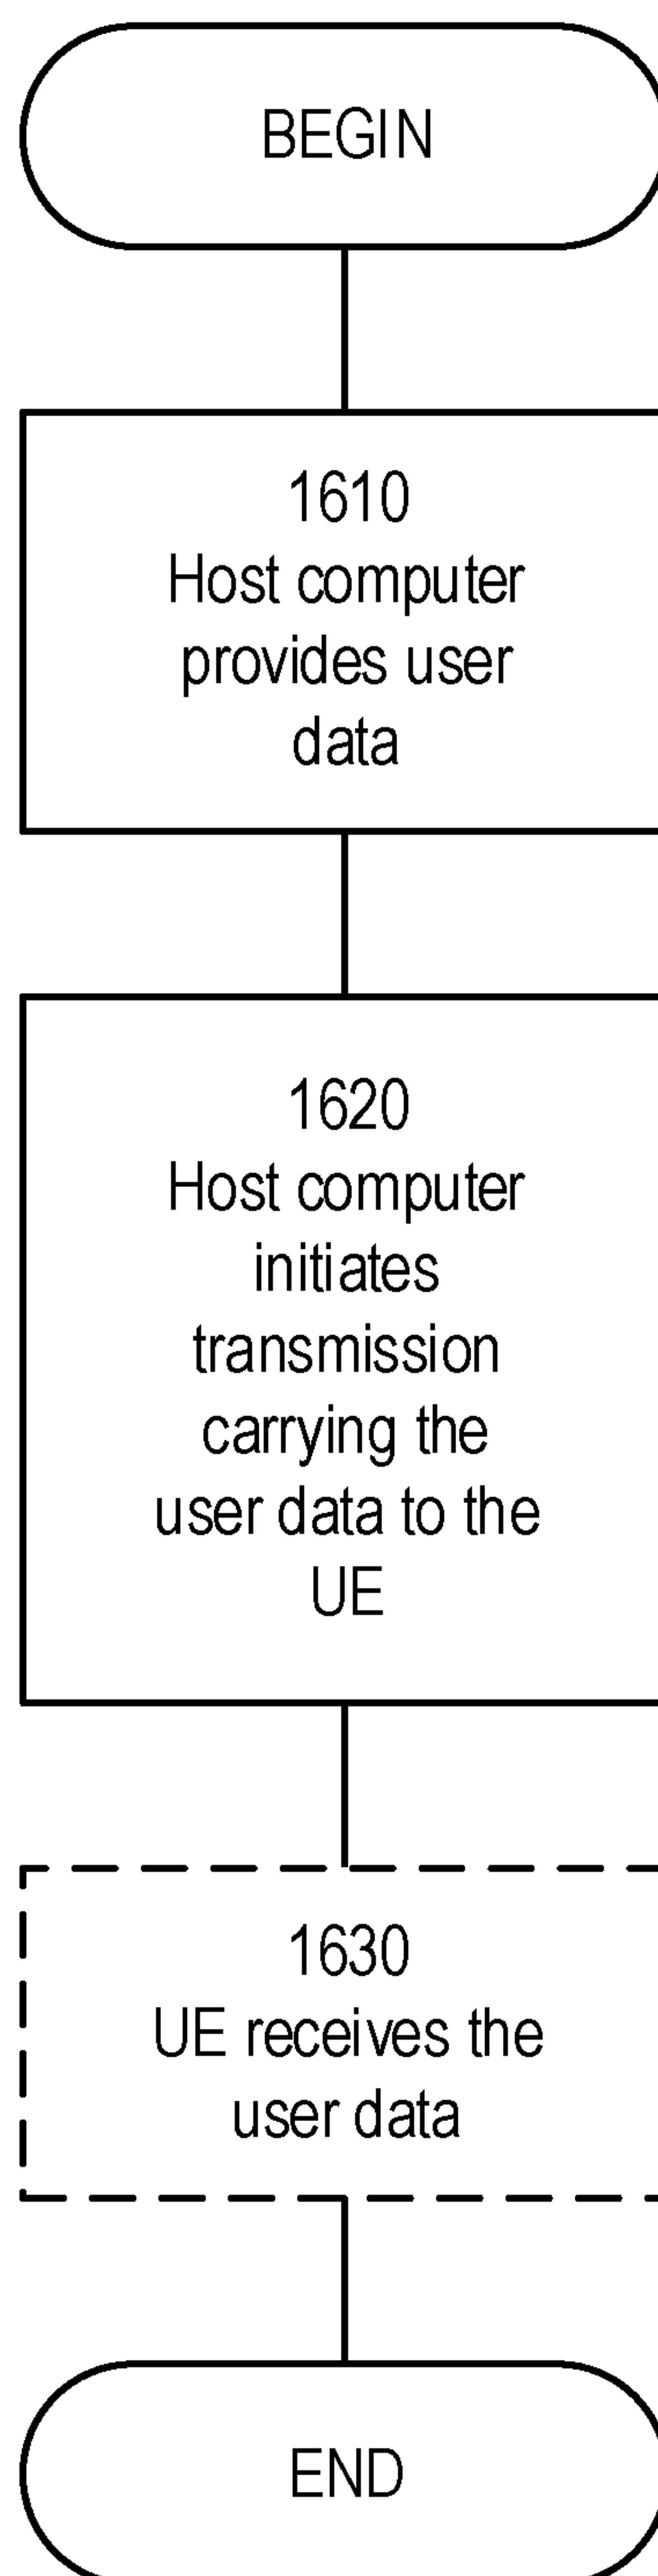 BEGIN
1610
Host computer
provides user
data
1620
Host computer
initiates
transmission
carrying the
user data to the
UE
1630
UE receives the
user data
END